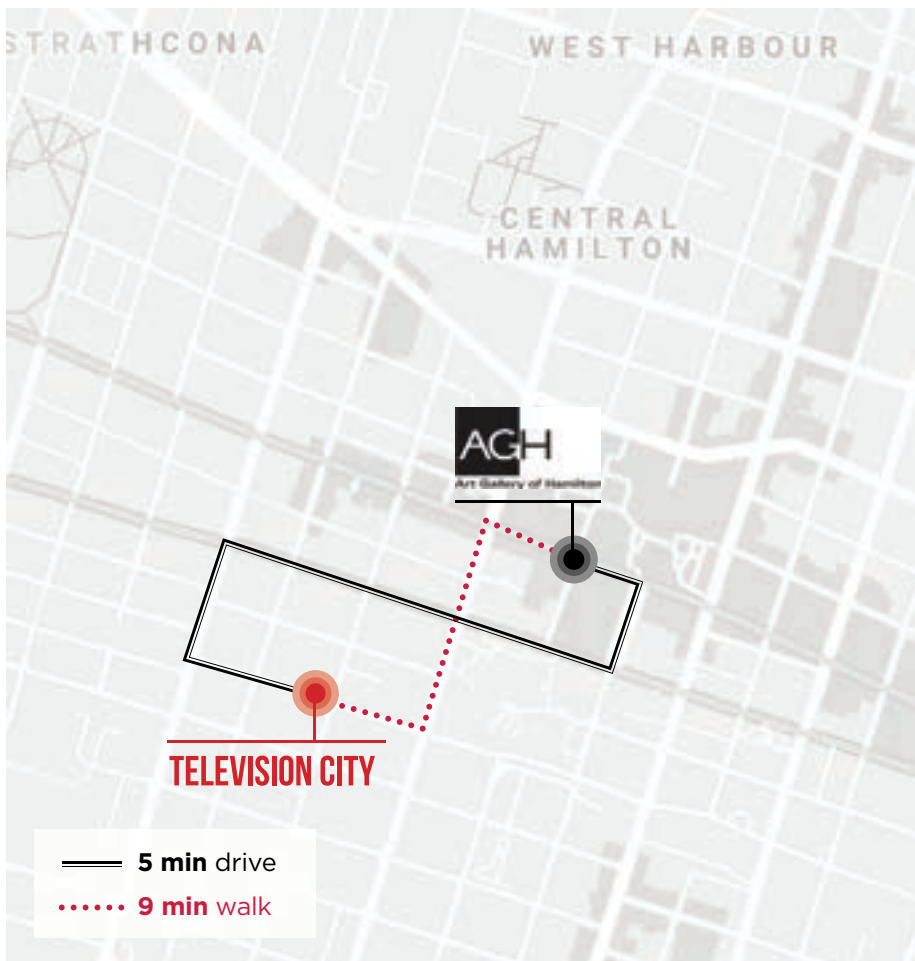 STRATHCONA
WEST HARBOUR
CENTRAL
HAMILTON
AGH
Art Gallery of Hamilton
TELEVISION CITY
5 min drive
9 min walk